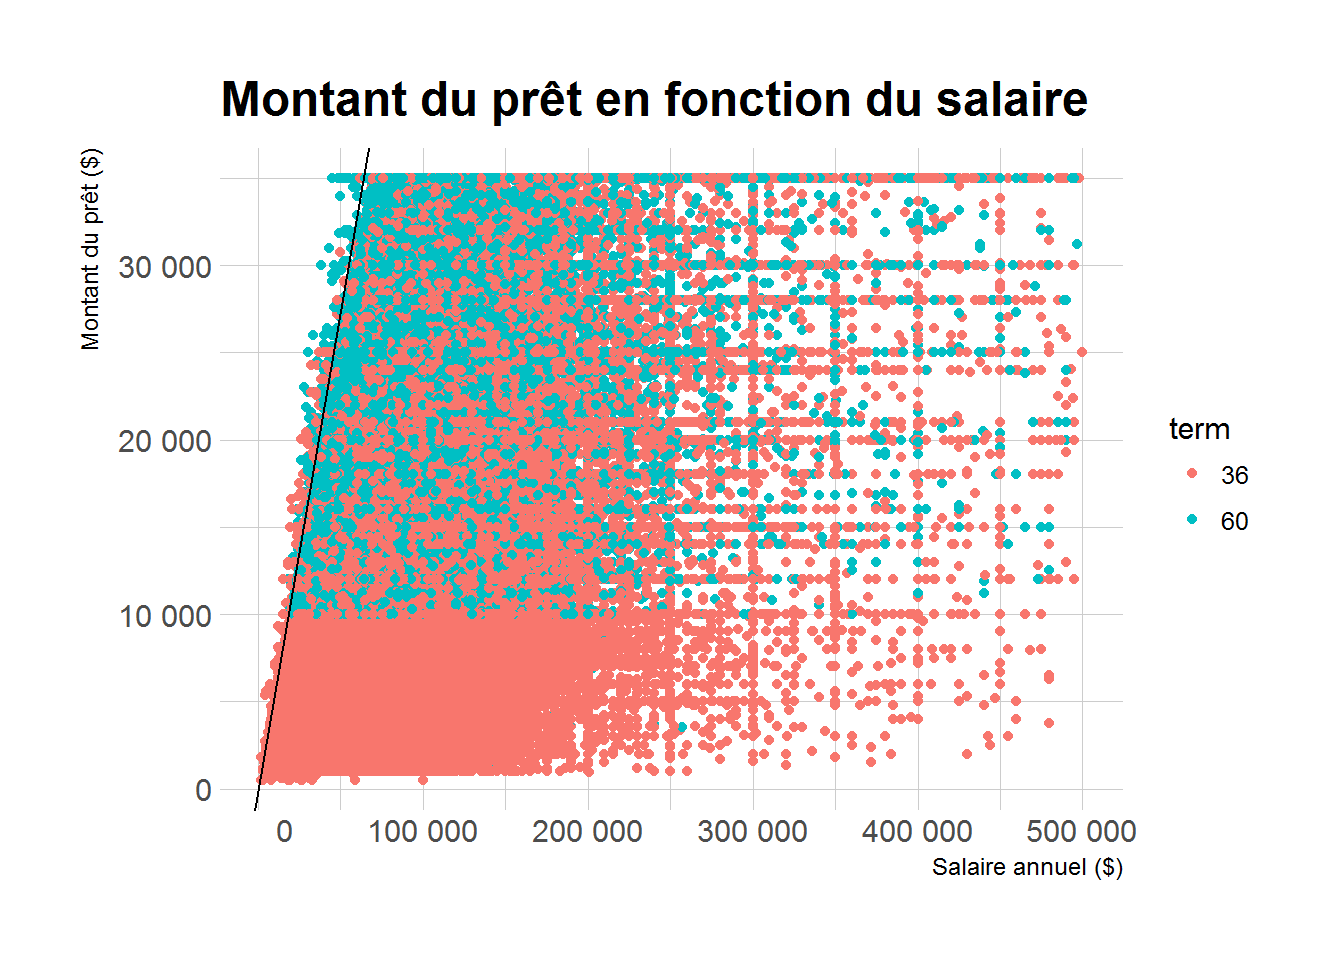 Montant du prêt en fonction du salaire
Montant du prêt ($)
30 000
20 000
10 000
0
0 100 000 200 000 300 000 400 000 500 000
Salaire annuel ($)
term
36
60